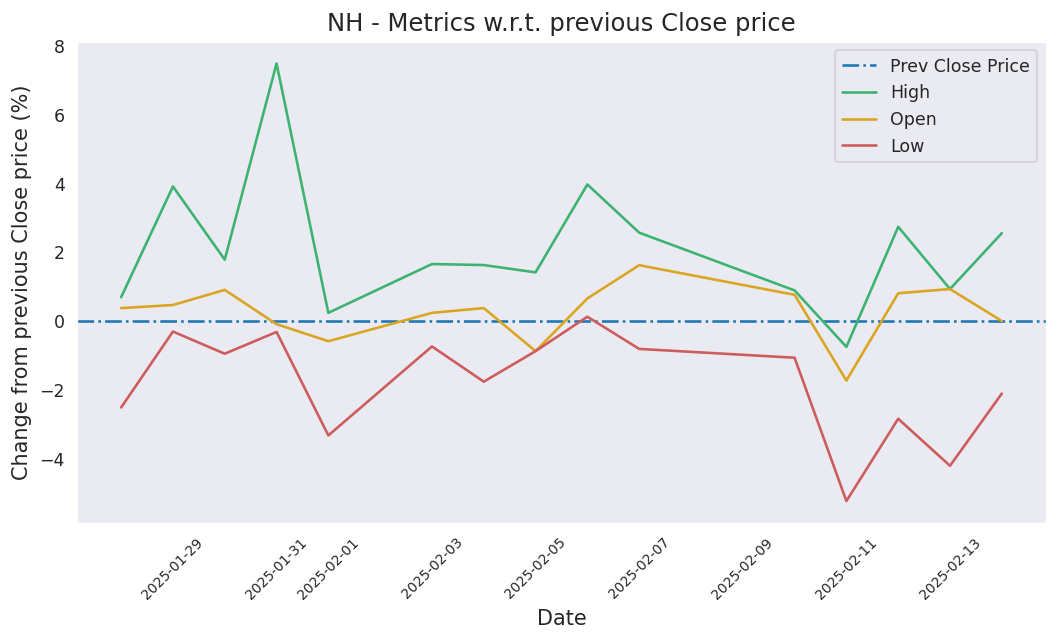 NH - Metrics w.r.t. previous Close price
Change from previous Close price (%)
8
6
4
2
0
−2
−4
Prev Close Price
High
Open
Low
2025-01-29
2025-01-31
2025-02-01
2025-02-03
2025-02-05
2025-02-07
2025-02-09
2025-02-11
2025-02-13
Date